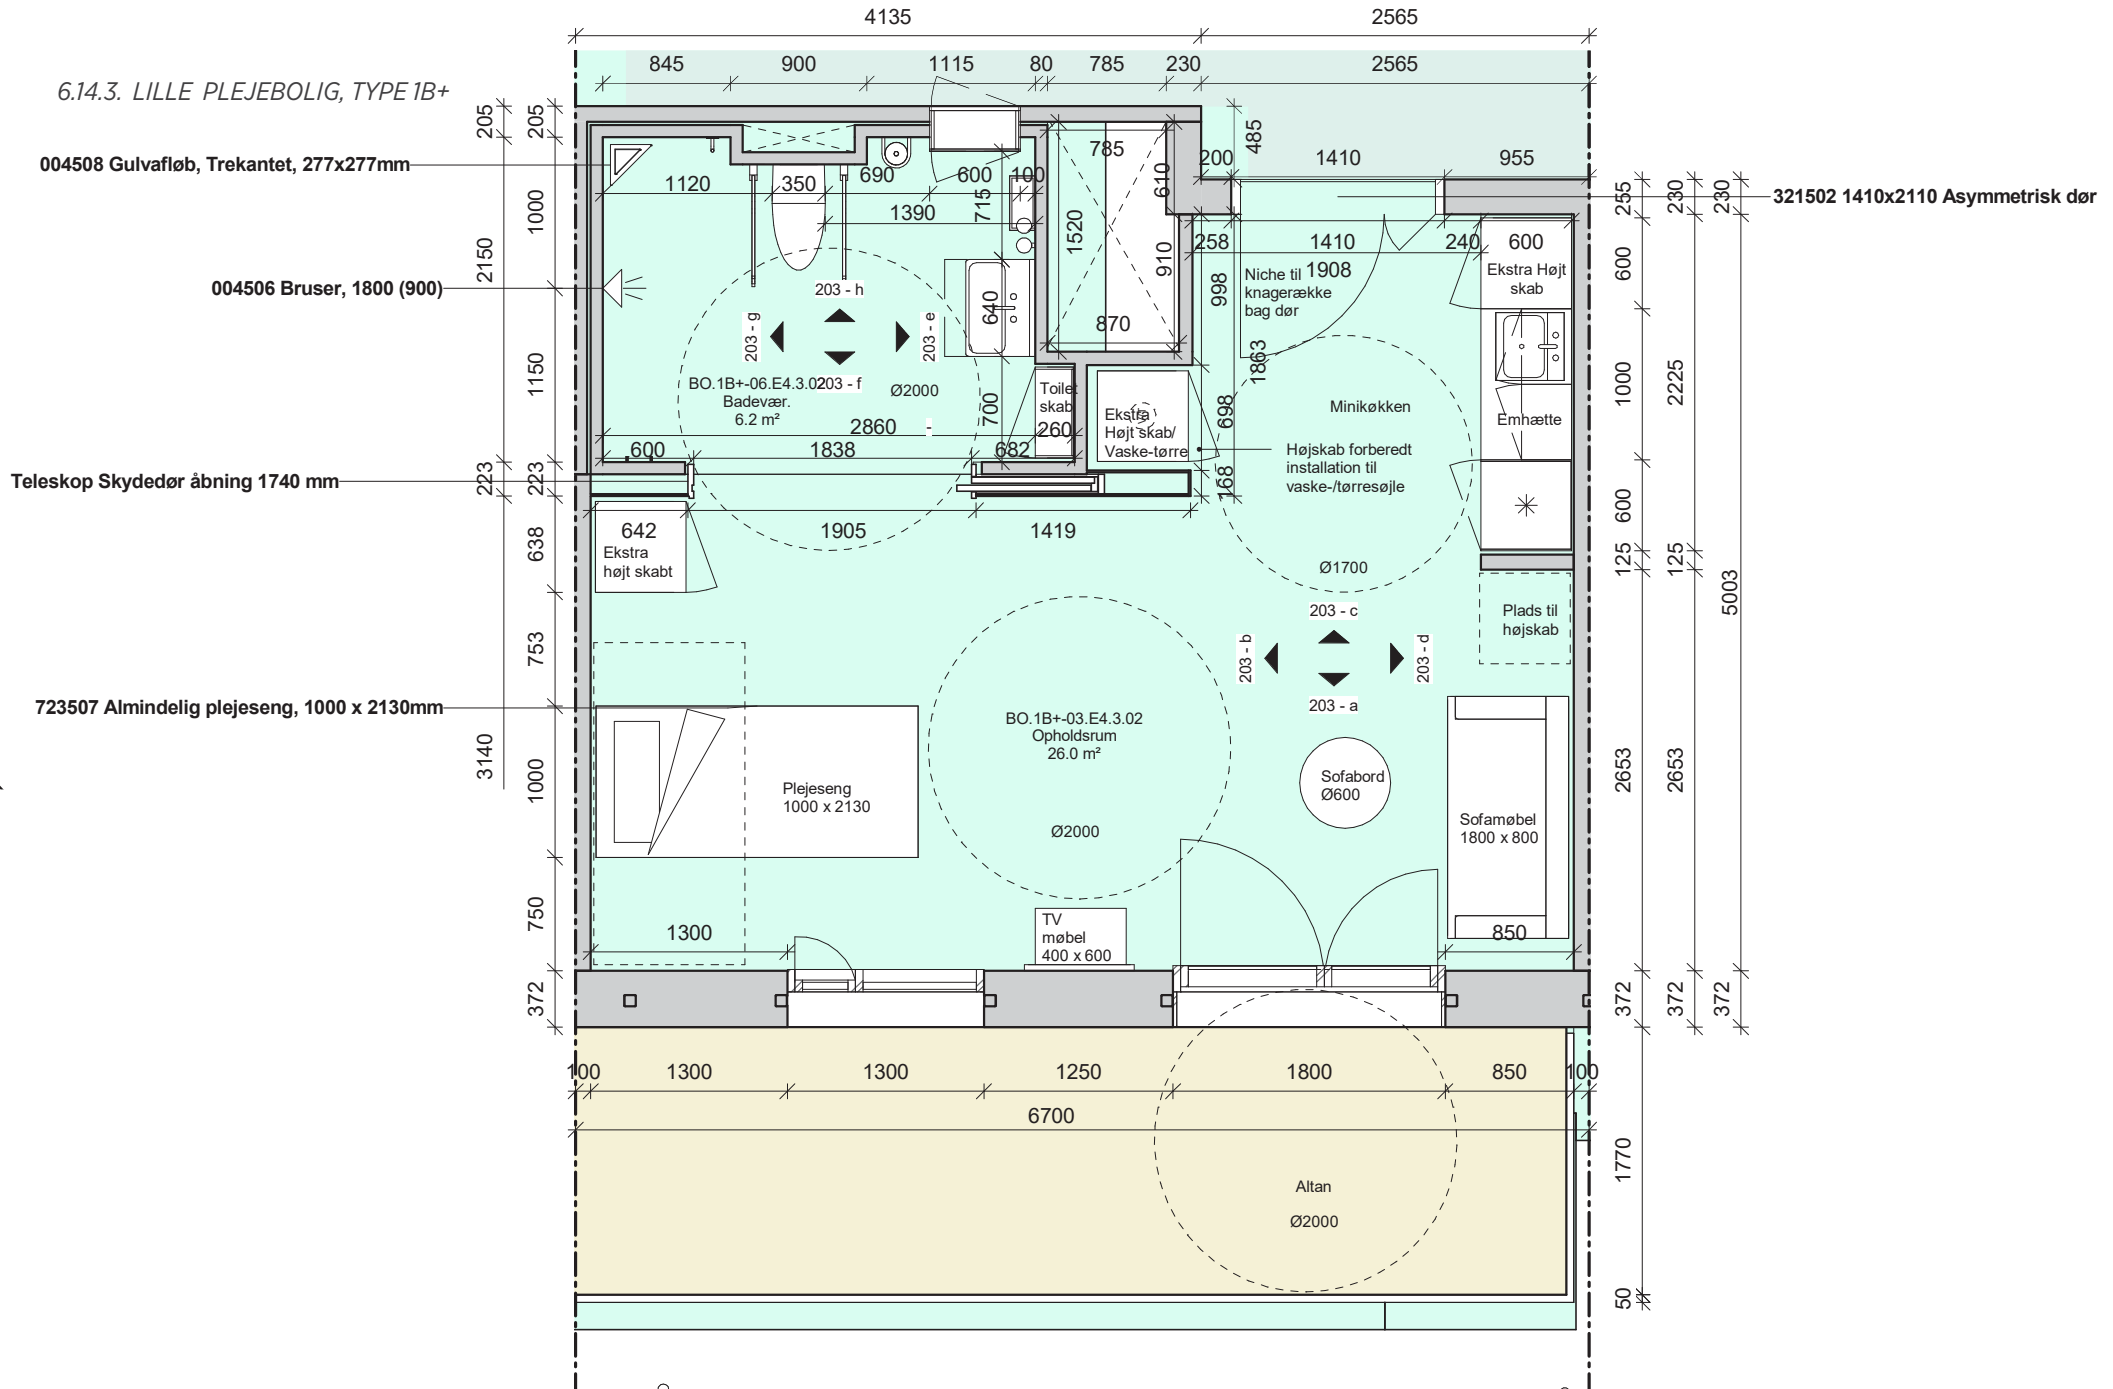 4135
2565
845
900
1115
80
785
230
2565
6.14.3. LILLE PLEJEBOLIG, TYPE 1B+
205
205
485
004508 Gulvafløb, Trekantet, 277x277mm
785
200
1410
955
1120
350
690
600
100
610
1000
715
255
230
230
321502 1410x2110 Asymmetrisk dør
1390
1520
910
258
1410
240
600
2150
004506 Bruser, 1800 (900)
203 - h
640
998
Niche til
knagerække
bag dør
1908
Ekstra Højt
skab
600
203 - g
203 - e
870
1863
1150
BO.1B+-06.E4.3.02
203 - f
Badevær.
6.2 m²
Ø2000
-
Toilet
skab
700
Ekstra
Højt skab/
Vaske-tørre
698
Minikøkken
Emhætte
1000
2225
2860
260
600
1838
682
Højskab forberedt
installation til
vaske-/tørresøjle
223
223
Teleskop Skydedør åbning 1740 mm
168
600
642
Ekstra
højt skabt
1905
1419
638
Ø1700
125
125
5003
Plads til
højskab
753
203 - c
203 - b
203 - d
203 - a
723507 Almindelig plejeseng, 1000 x 2130mm
BO.1B+-03.E4.3.02
Opholdsrum
26.0 m²
3140
1000
Plejeseng
1000 x 2130
Sofabord
Ø600
2653
2653
Ø2000
Sofamøbel
1800 x 800
750
1300
TV
møbel
400 x 600
850
372
372
372
372
100
1300
1300
1250
1800
850
100
6700
1770
Altan
Ø2000
50